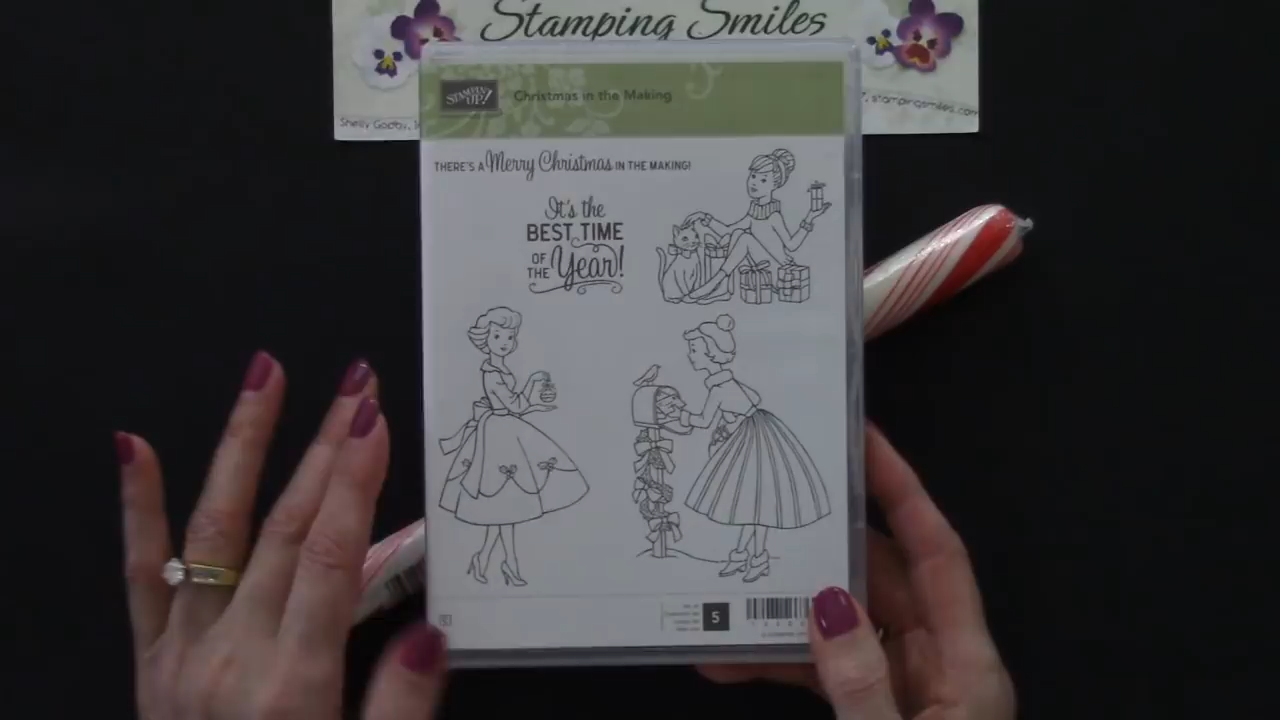 Stamping Smiles
Shelly Godby,
stampingsmiles.com
STAMPIN' UP!
Christmas in the Making
THERE'S A Merry Christmas IN THE MAKING!
It's the
BEST TIME
OF THE Year!
5